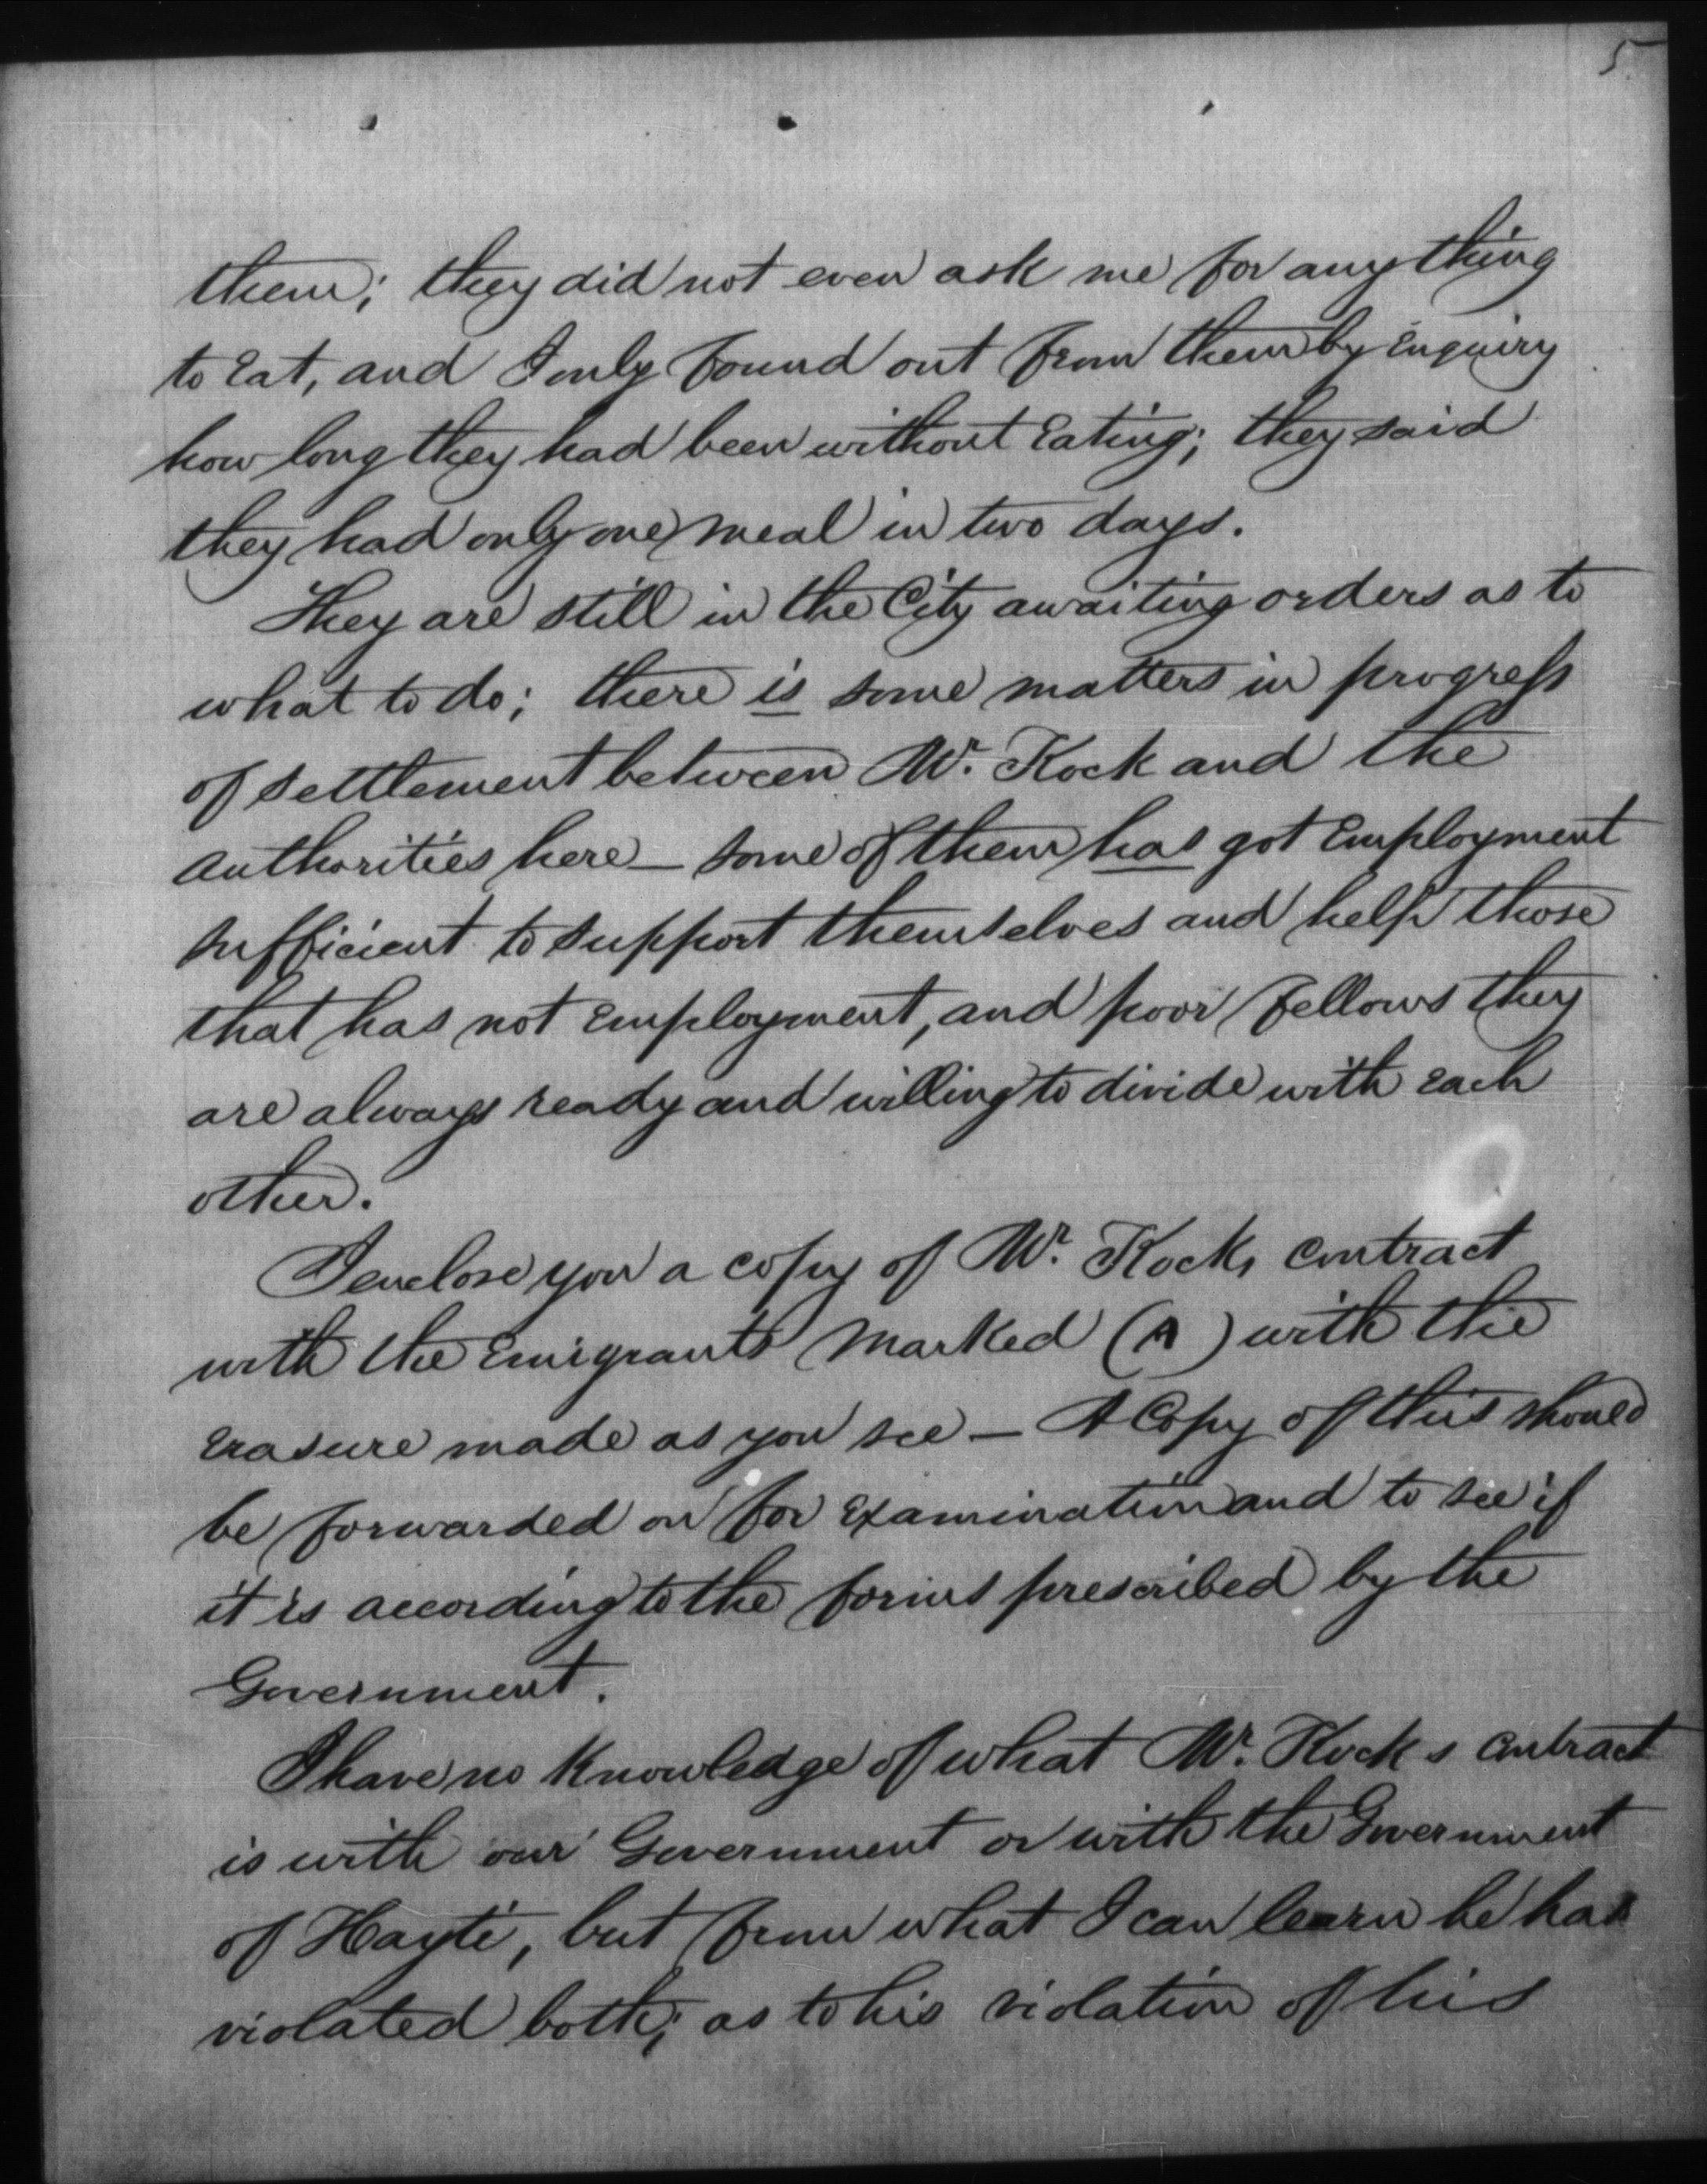 5.
them; they did not even ask me for anything
to Eat, and I only found out from them by Enquiry
how long they had been without Eating; they said
they had only one meal in two days.
They are still in the City awaiting orders as to
what to do; there is some matters in progress
of settlement between Mr. Kock and the
authorities here — some of them has got Employment
sufficient to support themselves and help those
that has not Employment, and poor fellows they
are always ready and willing to divide with Each
other.
I enclose you a copy of Mr. Kocks contract
with the Emigrants marked (A) with the
Erasure made as you see — A Copy of this should
be forwarded on for Examination and to see if
it is according to the forms prescribed by the
Government.
I have no Knowledge of what Mr. Kocks contract
is with our Government or with the Government
of Hayti, but from what I can learn he has
violated both; as to his violation of his